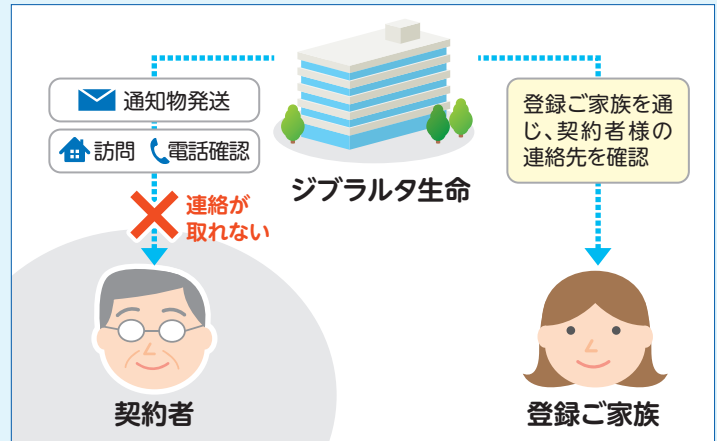 通知物発送
訪問 電話確認
連絡が
取れない
契約者
ジブラルタ生命
登録ご家族を通
じ、契約者様の
連絡先を確認
登録ご家族